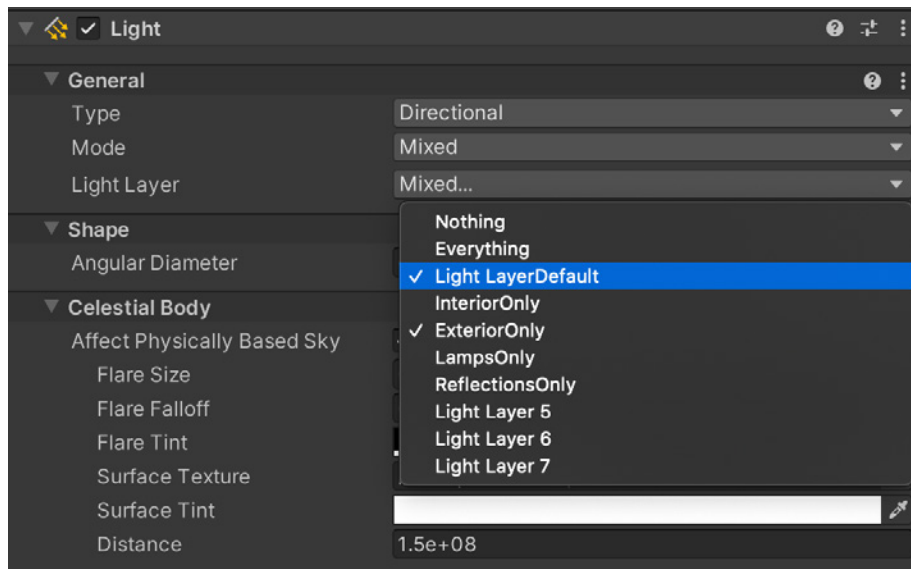 Light
General
Type Directional
Mode Mixed
Light Layer Mixed...
Nothing
Everything
Light LayerDefault
InteriorOnly
ExteriorOnly
LampsOnly
ReflectionsOnly
Light Layer 5
Light Layer 6
Light Layer 7
Shape
Angular Diameter
Celestial Body
Affect Physically Based Sky
Flare Size
Flare Falloff
Flare Tint
Surface Texture
Surface Tint
Distance 1.5e+08